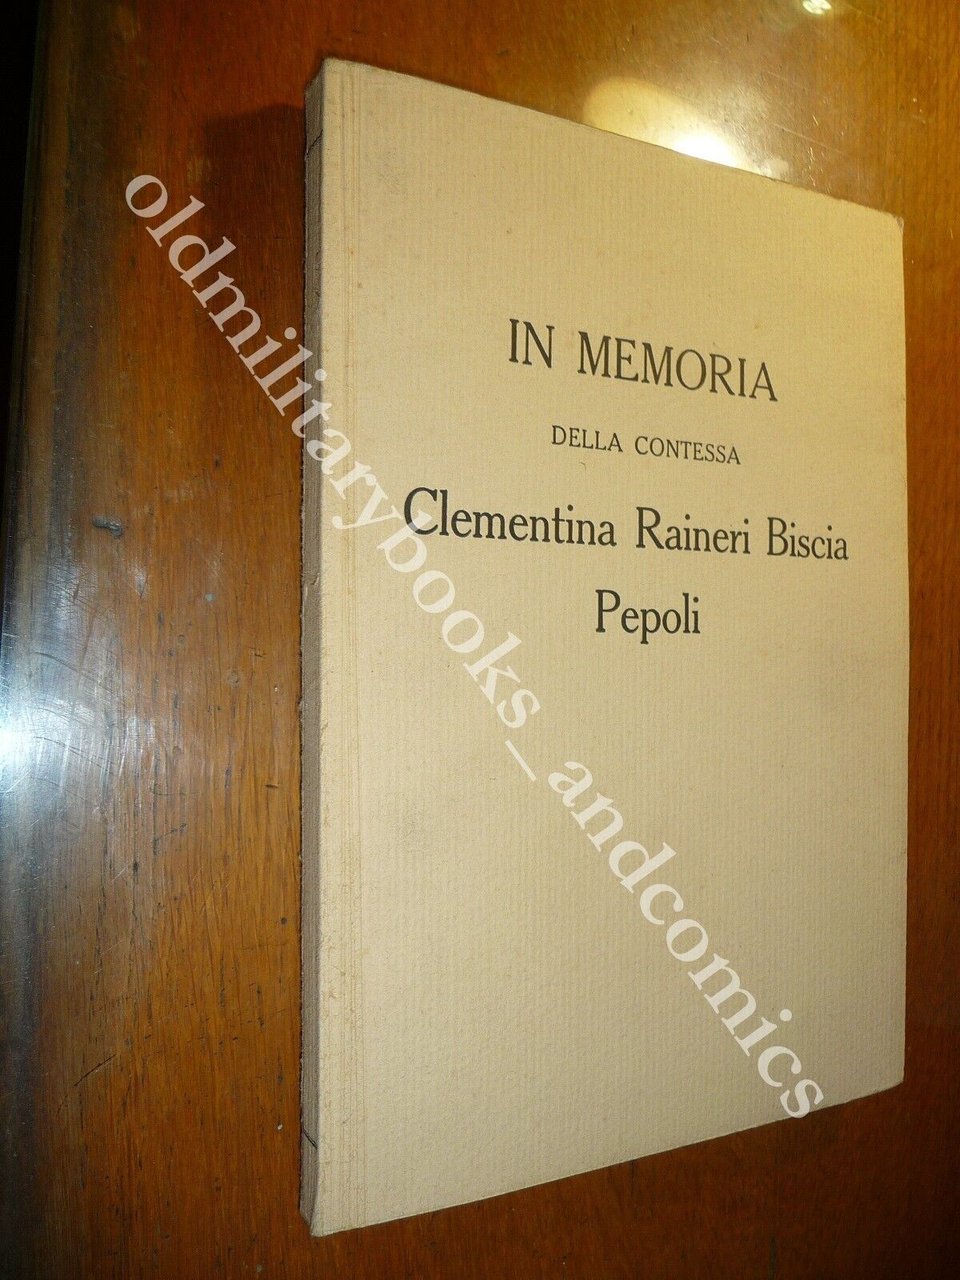 IN MEMORIA
DELLA CONTESSA
Clementina Raineri Biscia
Pepoli
oldmilitarybooks_andcomics